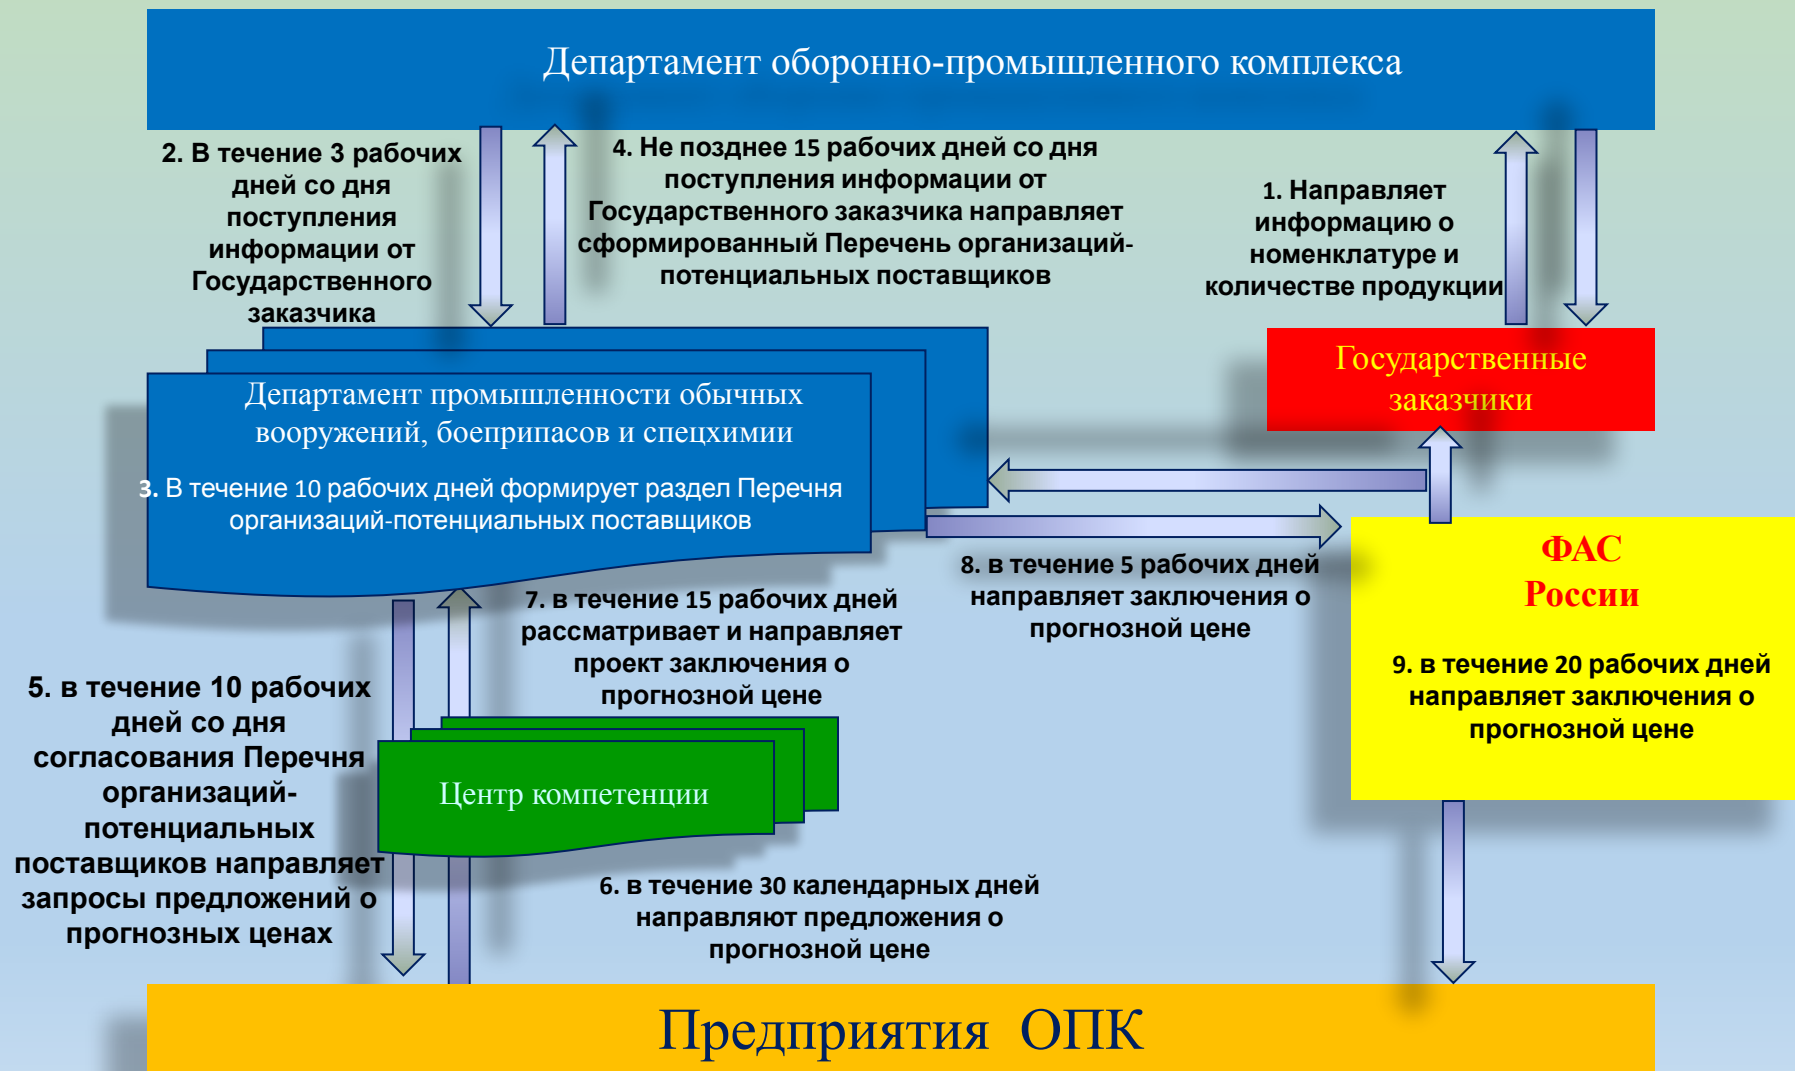 Департамент оборонно-промышленного комплекса
2. В течение 3 рабочих
дней со дня
поступления
информации от
Государственного
заказчика
4. Не позднее 15 рабочих дней со дня
поступления информации от
Государственного заказчика направляет
сформированный Перечень организаций-
потенциальных поставщиков
1. Направляет
информацию о
номенклатуре и
количестве продукции
Государственные
заказчики
Департамент промышленности обычных
вооружений, боеприпасов и спецхимии
3. В течение 10 рабочих дней формирует раздел Перечня
организаций-потенциальных поставщиков
8. в течение 5 рабочих дней
направляет заключения о
прогнозной цене
ФАС
России
9. в течение 20 рабочих дней
направляет заключения о
прогнозной цене
7. в течение 15 рабочих дней
рассматривает и направляет
проект заключения о
прогнозной цене
5. в течение 10 рабочих
дней со дня
согласования Перечня
организаций-
потенциальных
поставщиков направляет
запросы предложений о
прогнозных ценах
Центр компетенции
6. в течение 30 календарных дней
направляют предложения о
прогнозной цене
Предприятия ОПК